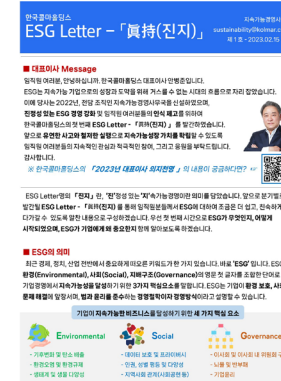 한국콜마홀딩스
ESG Letter – 「眞持(진지)」
지속가능경영사무국
sustainability@kolmar.c
제 1 호 - 2023.02.15
■ 대표이사 Message
임직원 여러분, 안녕하십니까. 한국콜마홀딩스 대표이사 안병준입니다.
ESG는 지속가능 기업으로의 성장과 도약을 위해 거스를 수 없는 시대의 흐름으로 자리 잡았습니다.
이에 당사는 2022년, 전담 조직인 지속가능경영사무국을 신설하였으며,
진정성 있는 ESG 경영 강화 및 임직원 여러분들의 인식 제고를 위하여
한국콜마홀딩스의 첫 번째 ESG Letter – 「眞持(진지)」 를 발간하였습니다.
앞으로 유연한 사고와 철저한 실행으로 지속가능성장 가치를 확립할 수 있도록
임직원 여러분들의 지속적인 관심과 적극적인 참여, 그리고 응원을 부탁드립니다.
감사합니다.
※ 한국콜마홀딩스의 「2023년 대표이사 의지전명」의 내용이 궁금하다면? ☞
ESG Letter명의 「진지」란, '진'정성 있는 '지'속가능경영이란 의미를 담았습니다. 앞으로 분기별로
발간될 ESG Letter - 「眞持(진지)」를 통해 임직원분들께서 ESG에 대하여 조금은 더 쉽고, 친숙하게
다가갈 수 있도록 알찬 내용으로 구성하겠습니다. 우선 첫 번째 시간으로 ESG가 무엇인지, 어떻게
시작되었으며, ESG가 기업에게 왜 중요한지 함께 알아보도록 하겠습니다.
■ ESG의 의미
최근 경제, 정치, 산업 전반에서 중요하게 떠오른 키워드가 한 가지 있습니다. 바로 'ESG' 입니다. ESG
환경(Environmental), 사회(Social), 지배구조(Governance)의 영문 첫 글자를 조합한 단어로
기업경영에서 지속가능성을 달성하기 위한 3가지 핵심요소를 말합니다. ESG는 기업이 환경 보호, 사회
문제 해결에 앞장서며, 법과 윤리를 준수하는 경영철학이자 경영방식이라고 설명할 수 있습니다.
기업이 지속가능한 비즈니스를 달성하기 위한 세 가지 핵심 요소
Environmental
Social
Governance
- 기후변화 및 탄소 배출
- 환경오염 및 환경규제
- 생태계 및 생물 다양성
- 데이터 보호 및 프라이버시
- 인권, 성별 평등 및 다양성
- 지역사회 관계(사회공헌 등)
- 이사회 및 이사회 내 위원회 구
- 뇌물 및 반부패
- 기업윤리